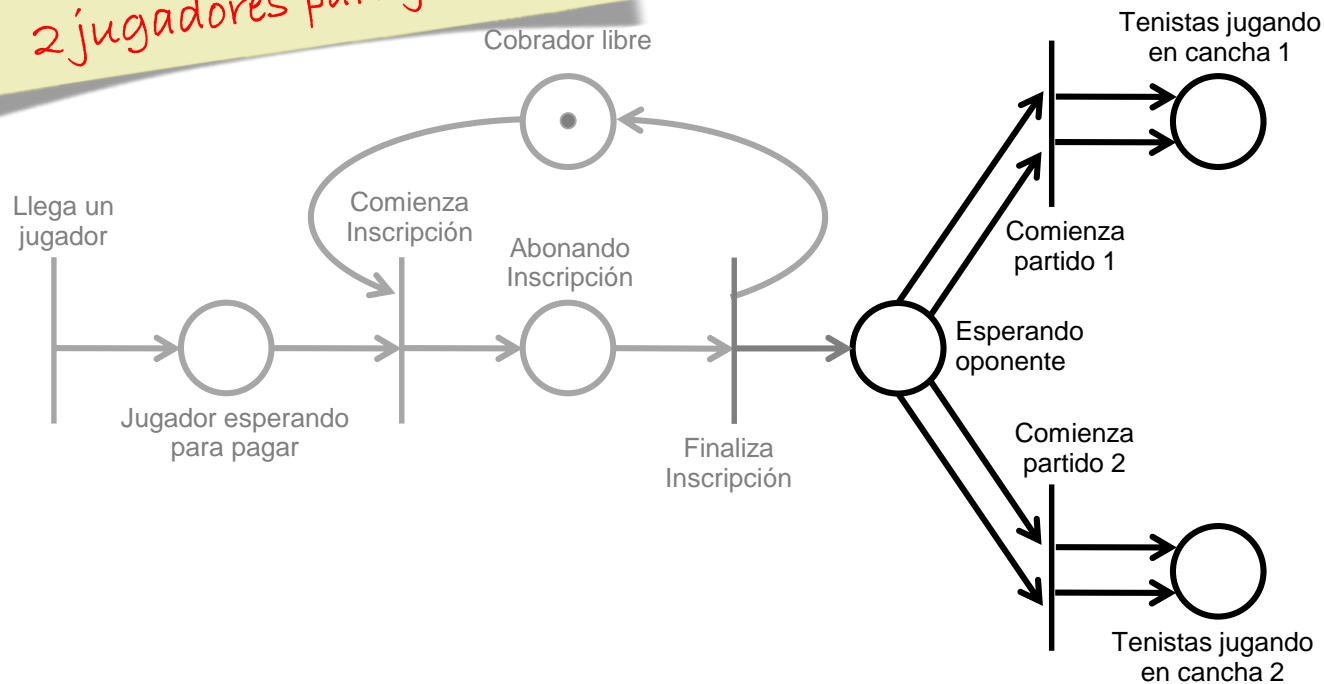 2 jugadores para
Cobrador libre
Tenistas jugando
en cancha 1
Llega un
jugador
Comienza
Inscripción
Abonando
Inscripción
Comienza
partido 1
Esperando
oponente
Jugador esperando
para pagar
Finaliza
Inscripción
Comienza
partido 2
Tenistas jugando
en cancha 2